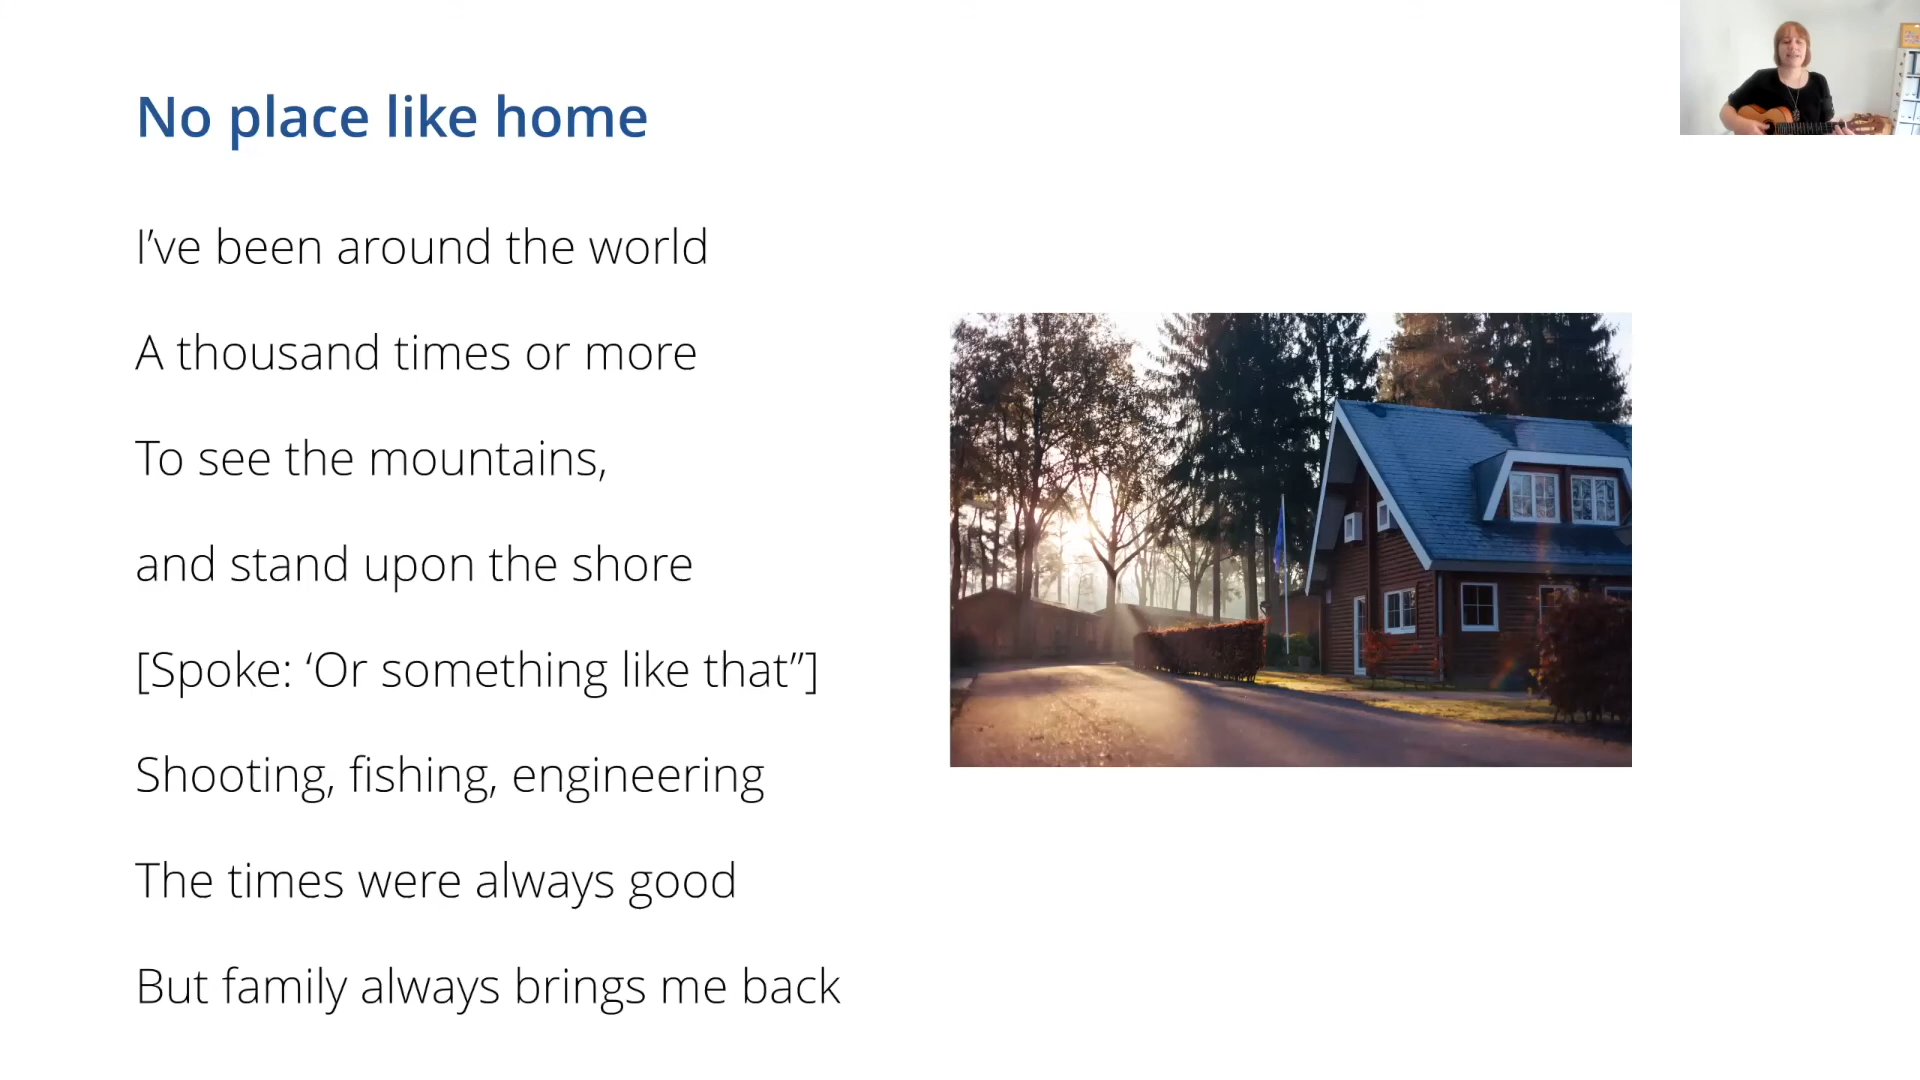 No place like home
I’ve been around the world
A thousand times or more
To see the mountains,
and stand upon the shore
[Spoke: ‘Or something like that”]
Shooting, fishing, engineering
The times were always good
But family always brings me back